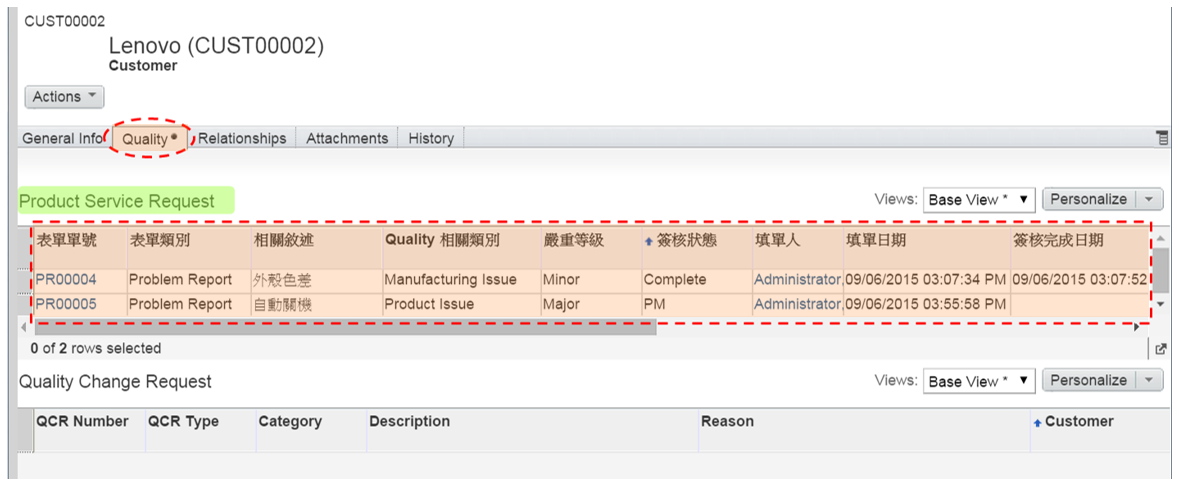 CUST00002
Lenovo (CUST00002)
Customer
Actions
General Info Quality Relationships Attachments History
Product Service Request Views: Base View * Personalize
表單單號 表單類別 相關敘述 Quality 相關類別 嚴重等級 簽核狀態 填單人 填單日期 簽核完成日期
PR00004 Problem Report 外殼色差 Manufacturing Issue Minor Complete Administrator, 09/06/2015 03:07:34 PM 09/06/2015 03:07:52
PR00005 Problem Report 自動關機 Product Issue Major PM Administrator, 09/06/2015 03:55:58 PM
0 of 2 rows selected
Quality Change Request Views: Base View * Personalize
QCR Number QCR Type Category Description Reason Customer